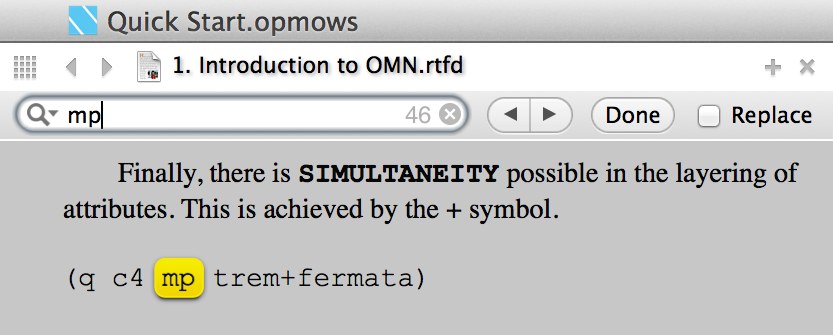 Quick Start.opmows
1. Introduction to OMN.rtfd
mp 46 Done Replace
Finally, there is SIMULTANEITY possible in the layering of
attributes. This is achieved by the + symbol.
(q c4 mp trem+fermata)